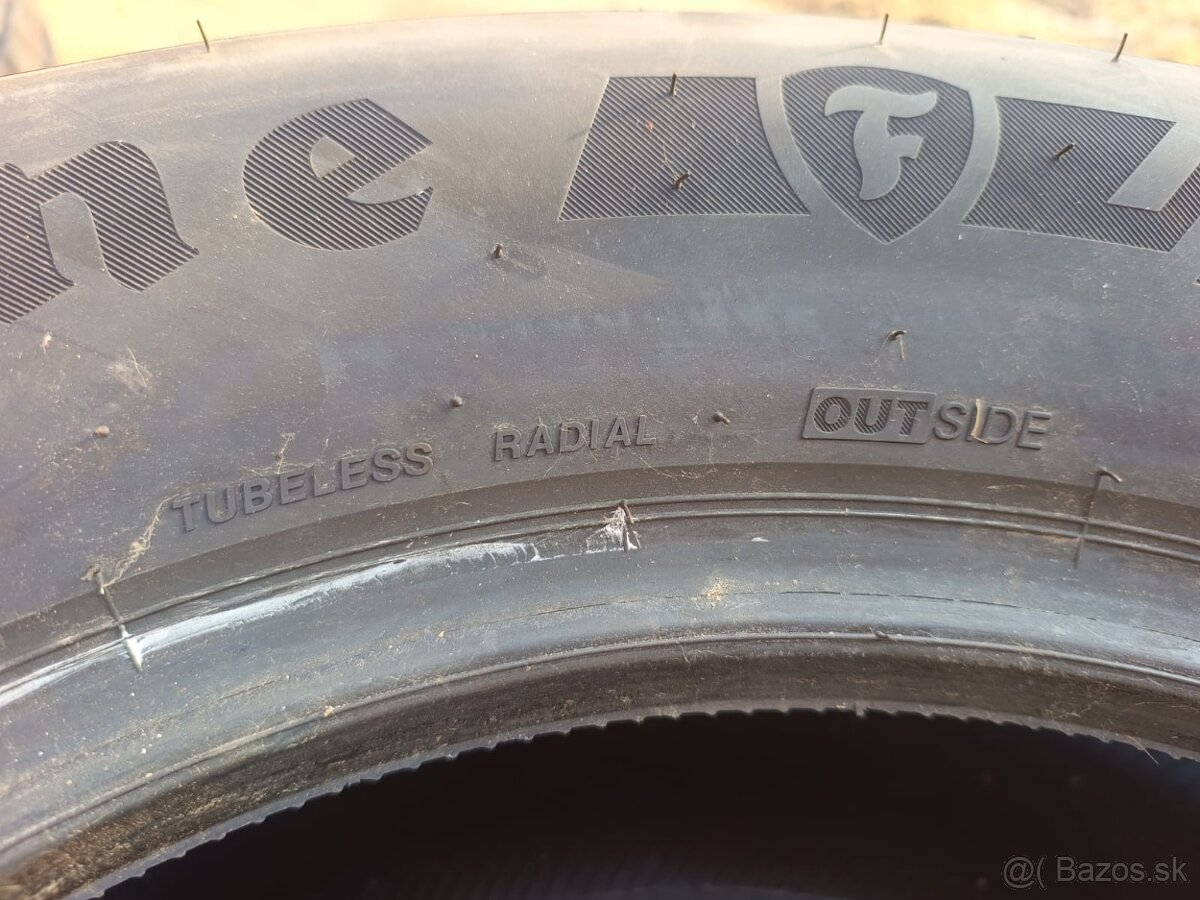 ne F
TUBELESS RADIAL OUTSIDE
@( Bazos.sk